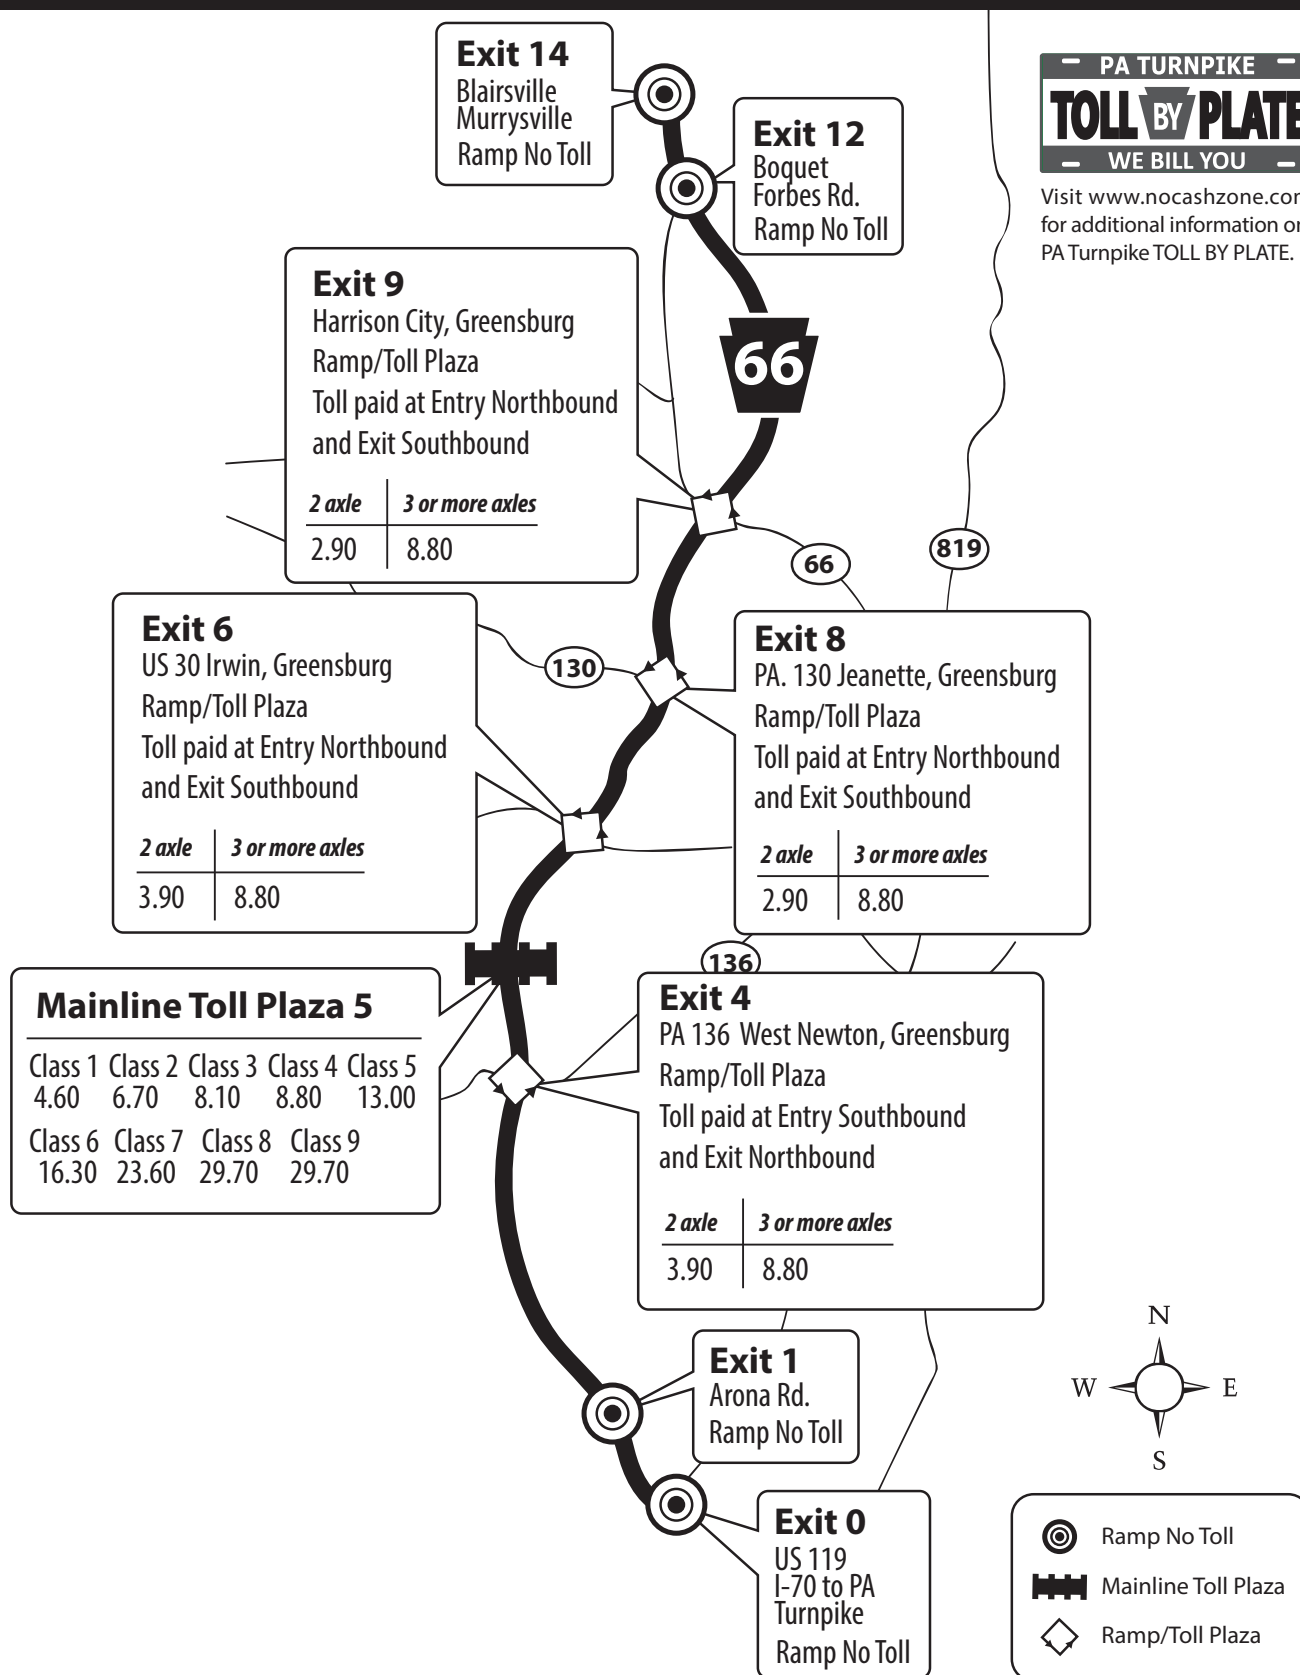 Exit 14
Blairsville
Murrysville
Ramp No Toll
PA TURNPIKE
TOLL BY PLATE
WE BILL YOU
Visit www.nocashzone.com
for additional information on
PA Turnpike TOLL BY PLATE.
Exit 12
Boquet
Forbes Rd.
Ramp No Toll
Exit 9
Harrison City, Greensburg
Ramp/Toll Plaza
Toll paid at Entry Northbound
and Exit Southbound
2 axle 3 or more axles
2.90 8.80
66
66
819
130
Exit 6
US 30 Irwin, Greensburg
Ramp/Toll Plaza
Toll paid at Entry Northbound
and Exit Southbound
2 axle 3 or more axles
3.90 8.80
Exit 8
PA. 130 Jeanette, Greensburg
Ramp/Toll Plaza
Toll paid at Entry Northbound
and Exit Southbound
2 axle 3 or more axles
2.90 8.80
136
Mainline Toll Plaza 5
Class 1 Class 2 Class 3 Class 4 Class 5
4.60 6.70 8.10 8.80 13.00
Class 6 Class 7 Class 8 Class 9
16.30 23.60 29.70 29.70
Exit 4
PA 136 West Newton, Greensburg
Ramp/Toll Plaza
Toll paid at Entry Southbound
and Exit Northbound
2 axle 3 or more axles
3.90 8.80
Exit 1
Arona Rd.
Ramp No Toll
Exit 0
US 119
I-70 to PA
Turnpike
Ramp No Toll
N
W E
S
Ramp No Toll
Mainline Toll Plaza
Ramp/Toll Plaza